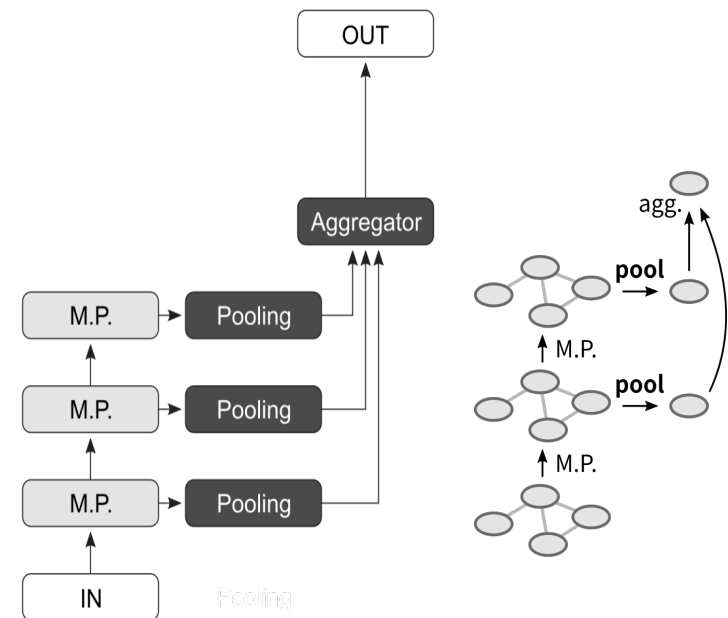 OUT
Aggregator
M.P.
Pooling
M.P.
Pooling
M.P.
Pooling
IN
Pooling
agg.
pool
M.P.
pool
M.P.